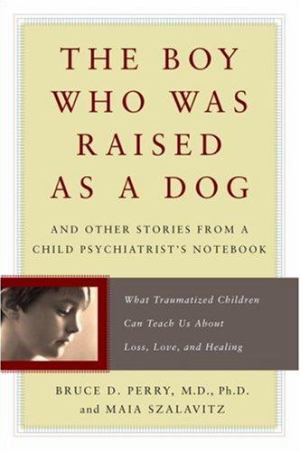 THE BOY
WHO WAS
RAISED
AS A DOG
AND OTHER STORIES FROM A
CHILD PSYCHIATRIST'S NOTEBOOK
What Traumatized Children
Can Teach Us About
Loss, Love, and Healing
BRUCE D. PERRY, M.D., Ph.D.
and MAIA SZALAVITZ